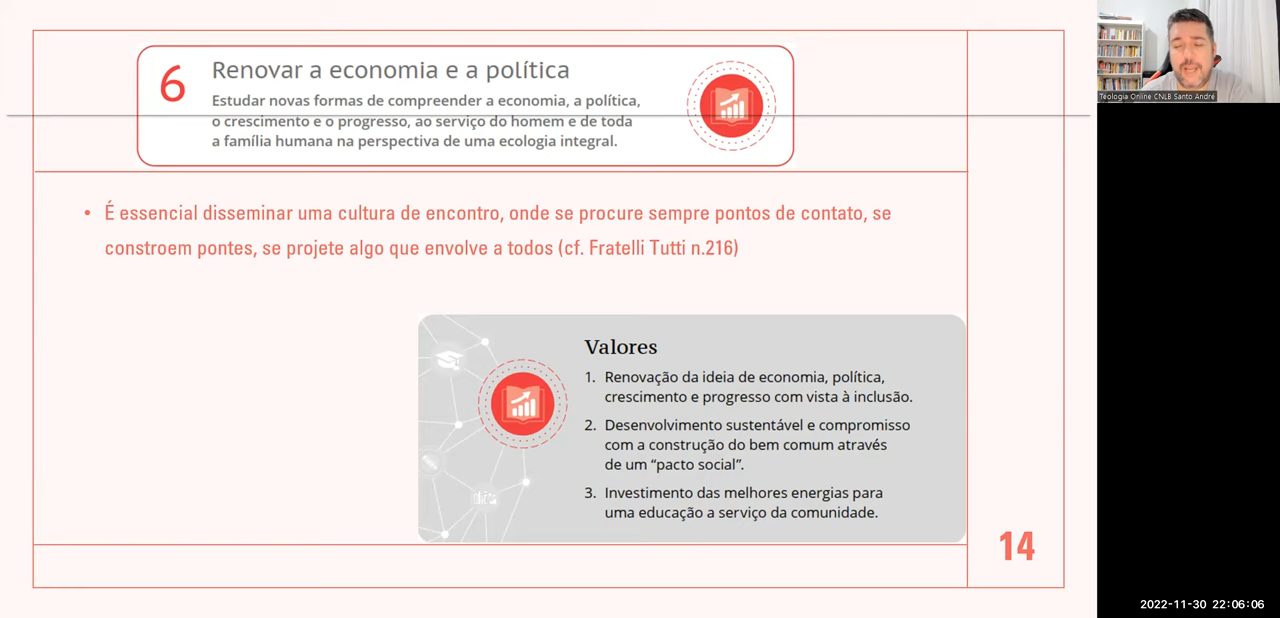 6
Renovar a economia e a política
Estudar novas formas de compreender a economia, a política,
o crescimento e o progresso, ao serviço do homem e de toda
a família humana na perspectiva de uma ecologia integral.
• É essencial disseminar uma cultura de encontro, onde se procure sempre pontos de contato, se
constroem pontes, se projete algo que envolve a todos (cf. Fratelli Tutti n.216)
Valores
1. Renovação da ideia de economia, política,
crescimento e progresso com vista à inclusão.
2. Desenvolvimento sustentável e compromisso
com a construção do bem comum através
de um “pacto social”.
3. Investimento das melhores energias para
uma educação a serviço da comunidade.
14
Teologia Online CNLB Santo André
2022-11-30 22:06:06